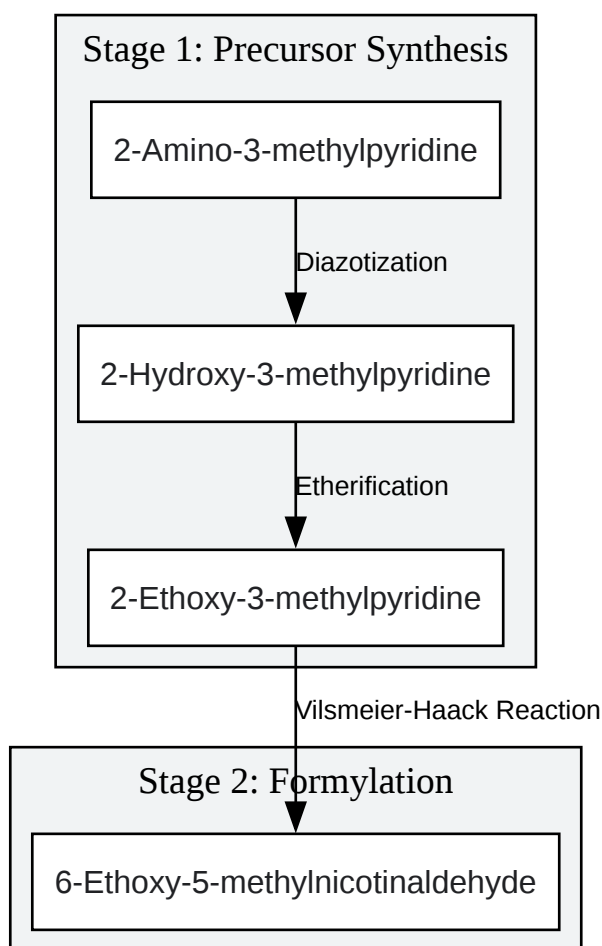 Stage 1: Precursor Synthesis
2-Amino-3-methylpyridine
Diazotization
2-Hydroxy-3-methylpyridine
Etherification
2-Ethoxy-3-methylpyridine
Vilsmeier-Haack Reaction
Stage 2: Formylation
6-Ethoxy-5-methylnicotinaldehyde